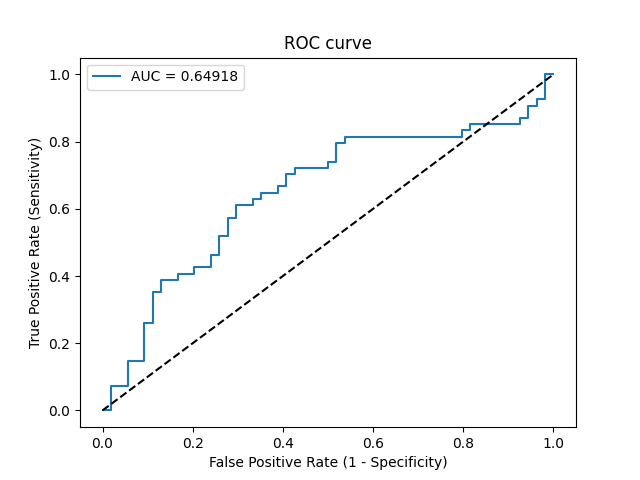 ROC curve
AUC = 0.64918
True Positive Rate (Sensitivity)
1.0
0.8
0.6
0.4
0.2
0.0
0.0 0.2 0.4 0.6 0.8 1.0
False Positive Rate (1 - Specificity)